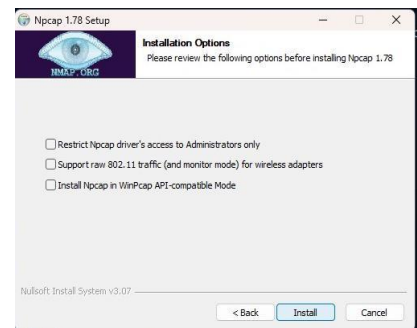 Npcap 1.78 Setup
Installation Options
Please review the following options before installing Npcap 1.78
NMAP.ORG
Restrict Npcap driver's access to Administrators only
Support raw 802.11 traffic (and monitor mode) for wireless adapters
Install Npcap in WinPcap API-compatible Mode
Nullsoft Install System v3.07
< Back Install Cancel